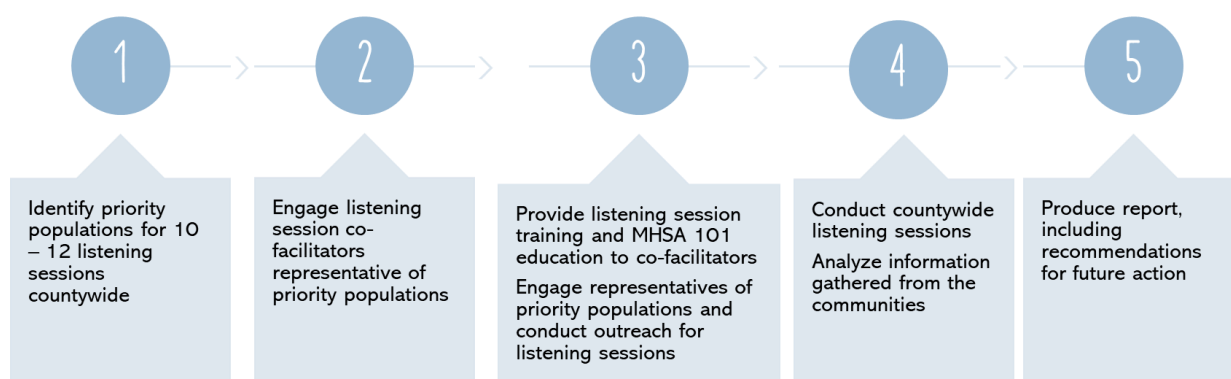 1
2
3
4
5
Identify priority
populations for 10
– 12 listening
sessions
countywide
Engage listening
session co-
facilitators
representative of
priority populations
Provide listening session
training and MHSA 101
education to co-facilitators
Engage representatives of
priority populations and
conduct outreach for
listening sessions
Conduct countywide
listening sessions
Analyze information
gathered from the
communities
Produce report,
including
recommendations
for future action